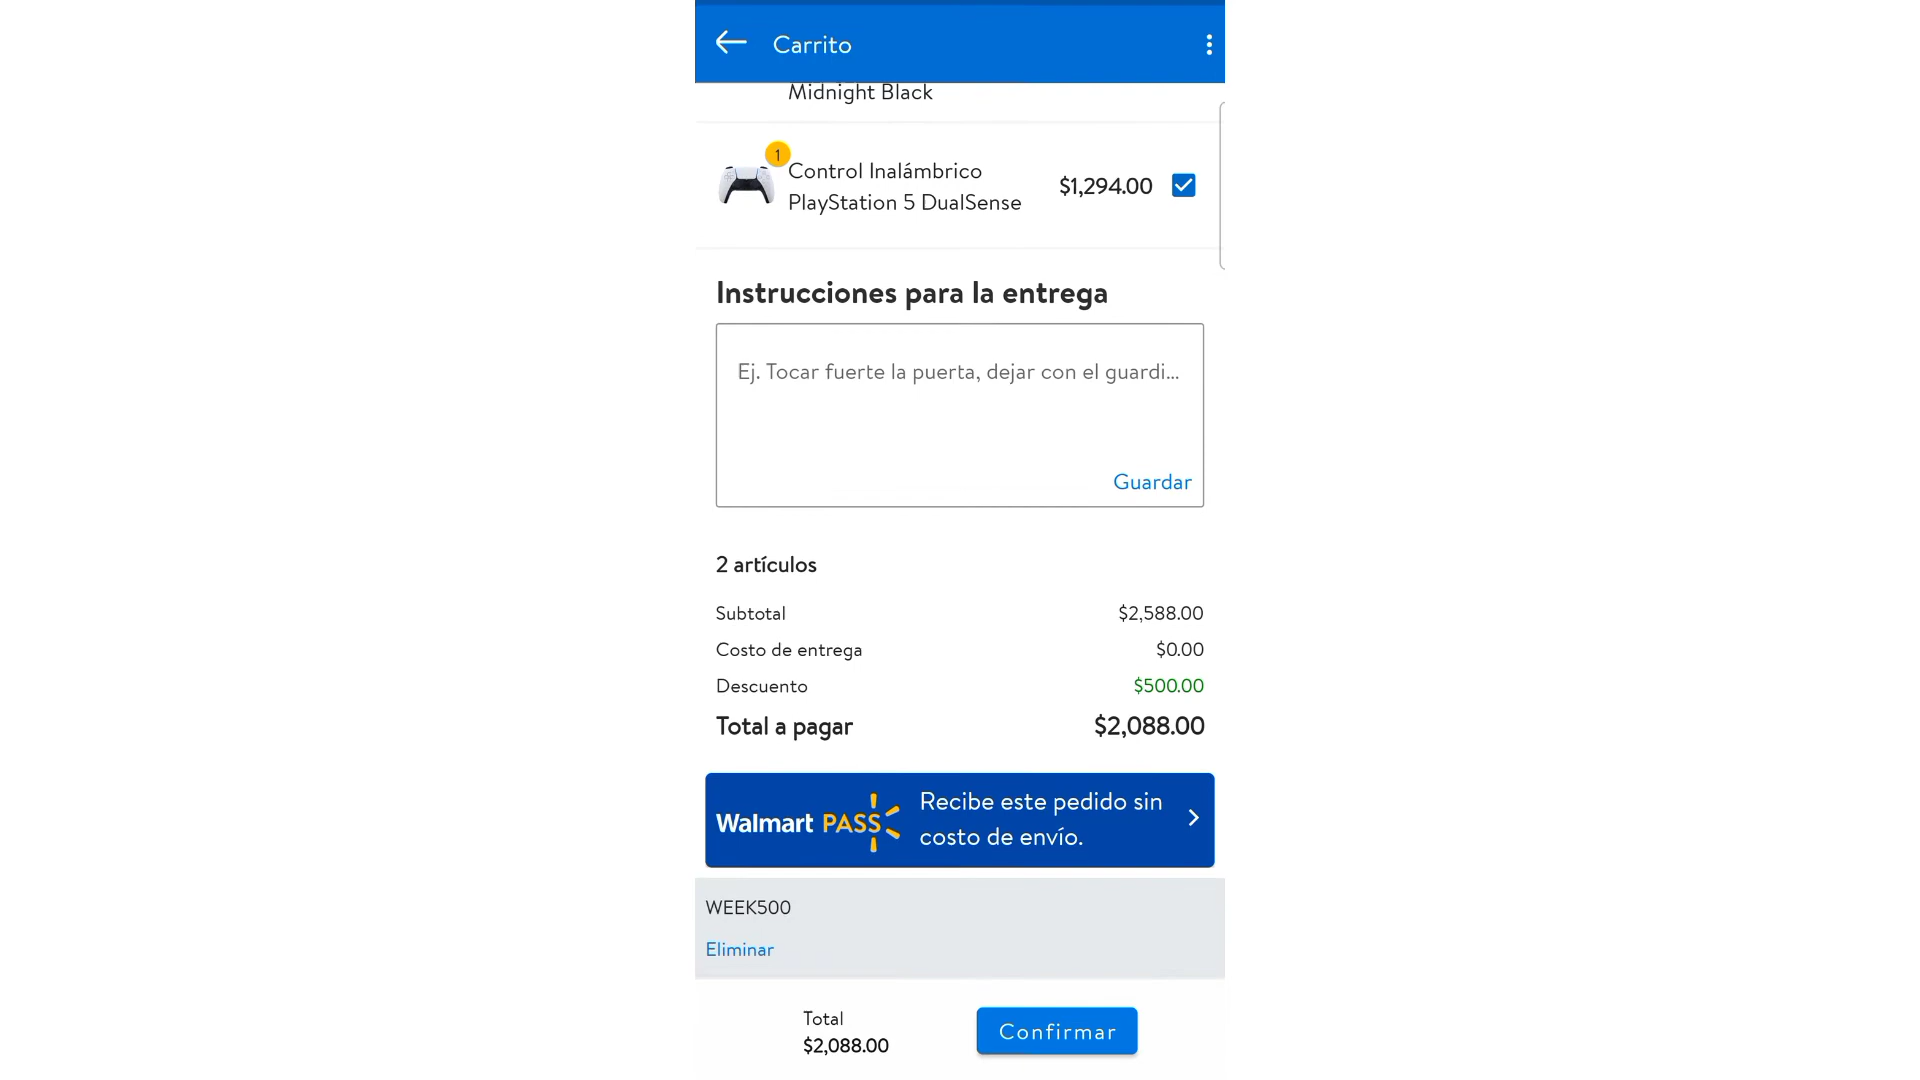 Carrito
Midnight Black
1
Control Inalámbrico
PlayStation 5 DualSense
$1,294.00
Instrucciones para la entrega
Ej. Tocar fuerte la puerta, dejar con el guardi...
Guardar
2 artículos
Subtotal $2,588.00
Costo de entrega $0.00
Descuento $500.00
Total a pagar $2,088.00
Walmart PASS
Recibe este pedido sin
costo de envío.
WEEK500
Eliminar
Total
$2,088.00
Confirmar